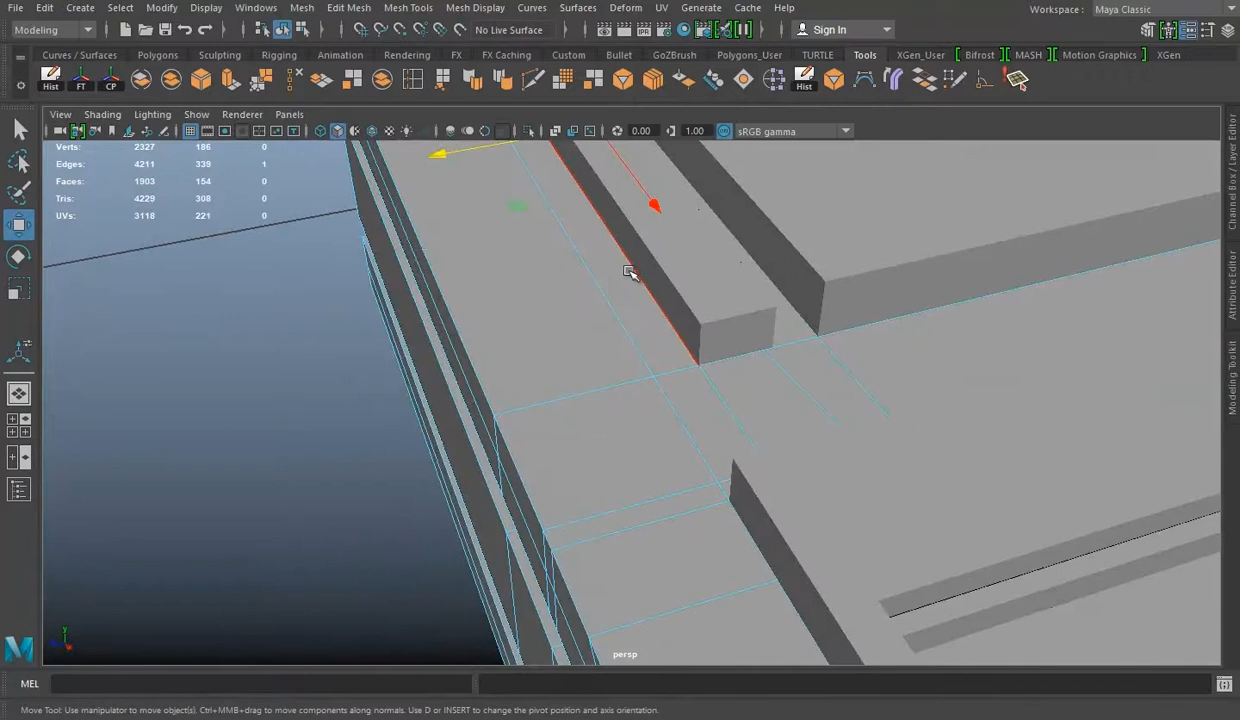 File Edit Create Select Modify Display Windows Mesh Edit Mesh Mesh Tools Mesh Display Curves Surfaces Deform UV Generate Cache Help Workspace : Maya Classic
Modeling No Live Surface IPR Sign In
Curves / Surfaces Polygons Sculpting Rigging Animation Rendering FX FX Caching Custom Bullet GoZBrush Polygons_User TURTLE Tools XGen_User Bifrost MASH Motion Graphics XGen
Hist FT CP Hist
View Shading Lighting Show Renderer Panels
0.00 1.00 sRGB gamma
Verts: 2327 186 0
Edges: 4211 339 1
Faces: 1903 154 0
Tris: 4229 308 0
UVs: 3118 221 0
Channel Box / Layer Editor
Attribute Editor
Modeling Toolkit
y
persp
MEL
Move Tool: Use manipulator to move object(s). Ctrl+MMB+drag to move components along normals. Use D or INSERT to change the pivot position and axis orientation.